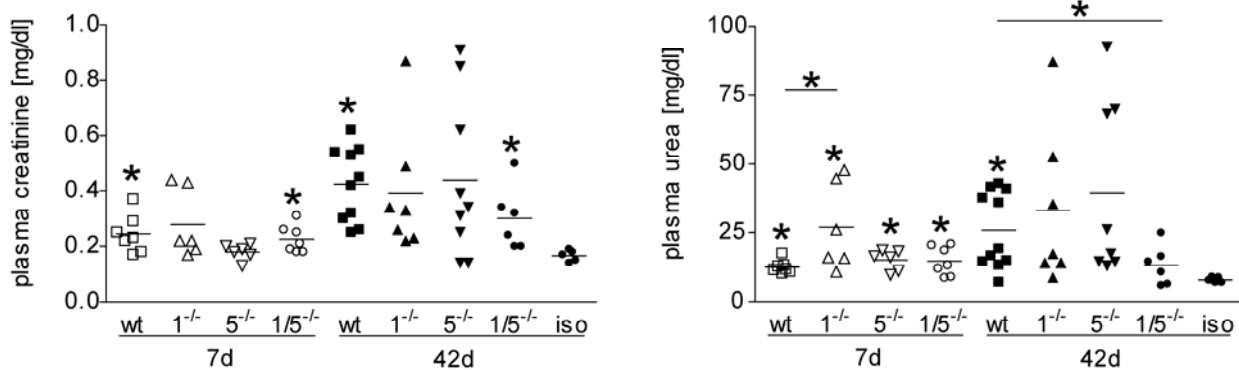 plasma creatinine [mg/dl]
1.0
0.8
0.6
0.4
0.2
0.0
* * * *
wt 1⁻/⁻ 5⁻/⁻ 1/5⁻/⁻ wt 1⁻/⁻ 5⁻/⁻ 1/5⁻/⁻ iso
7d 42d
plasma urea [mg/dl]
100
75
50
25
0
* * * * * * *
wt 1⁻/⁻ 5⁻/⁻ 1/5⁻/⁻ wt 1⁻/⁻ 5⁻/⁻ 1/5⁻/⁻ iso
7d 42d